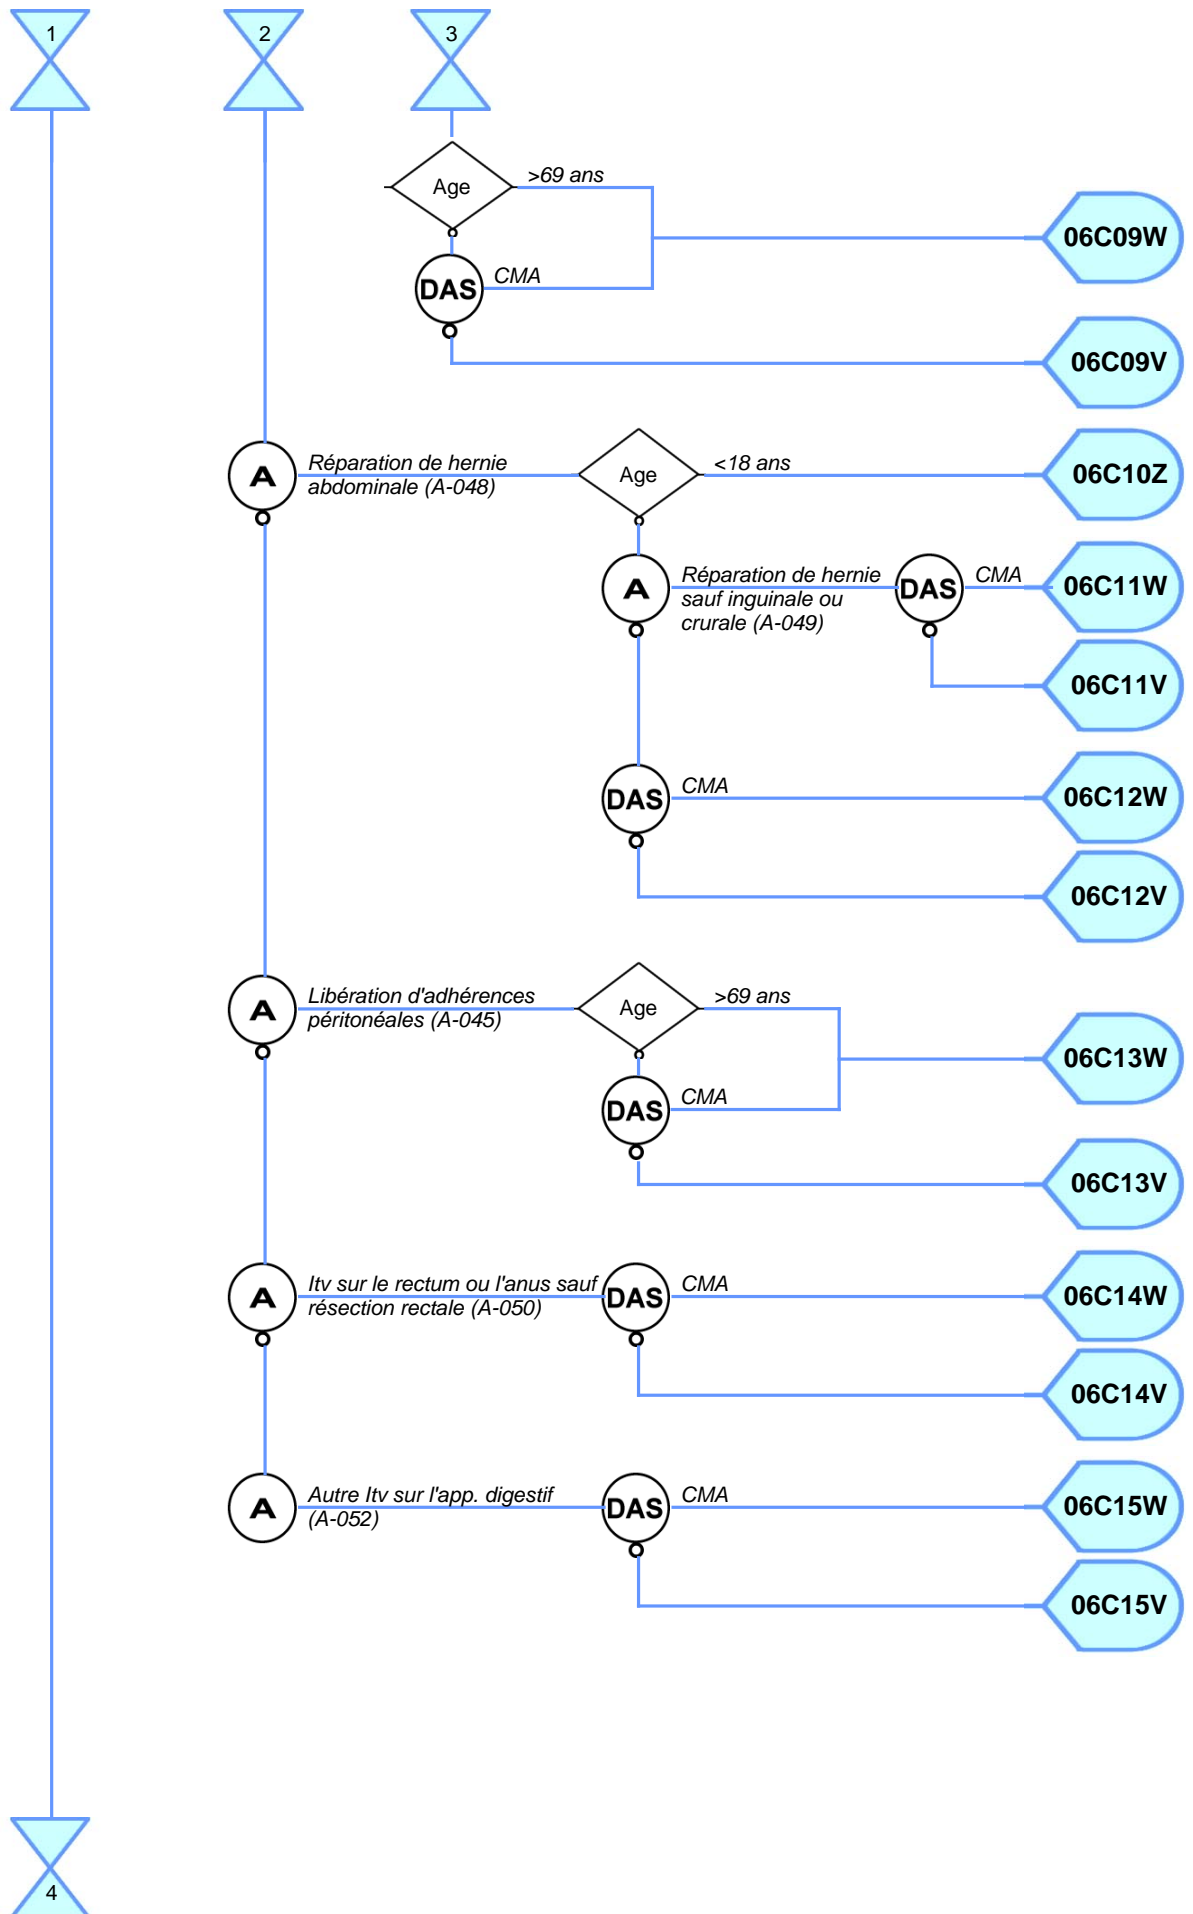 1
2
3
Age
>69 ans
06C09W
DAS
CMA
06C09V
A
Réparation de hernie
abdominale (A-048)
Age
<18 ans
06C10Z
A
Réparation de hernie
sauf inguinale ou
crurale (A-049)
DAS
CMA
06C11W
06C11V
DAS
CMA
06C12W
06C12V
A
Libération d'adhérences
péritonéales (A-045)
Age
>69 ans
06C13W
DAS
CMA
06C13V
A
Itv sur le rectum ou l'anus sauf
résection rectale (A-050)
DAS
CMA
06C14W
06C14V
A
Autre Itv sur l'app. digestif
(A-052)
DAS
CMA
06C15W
06C15V
4